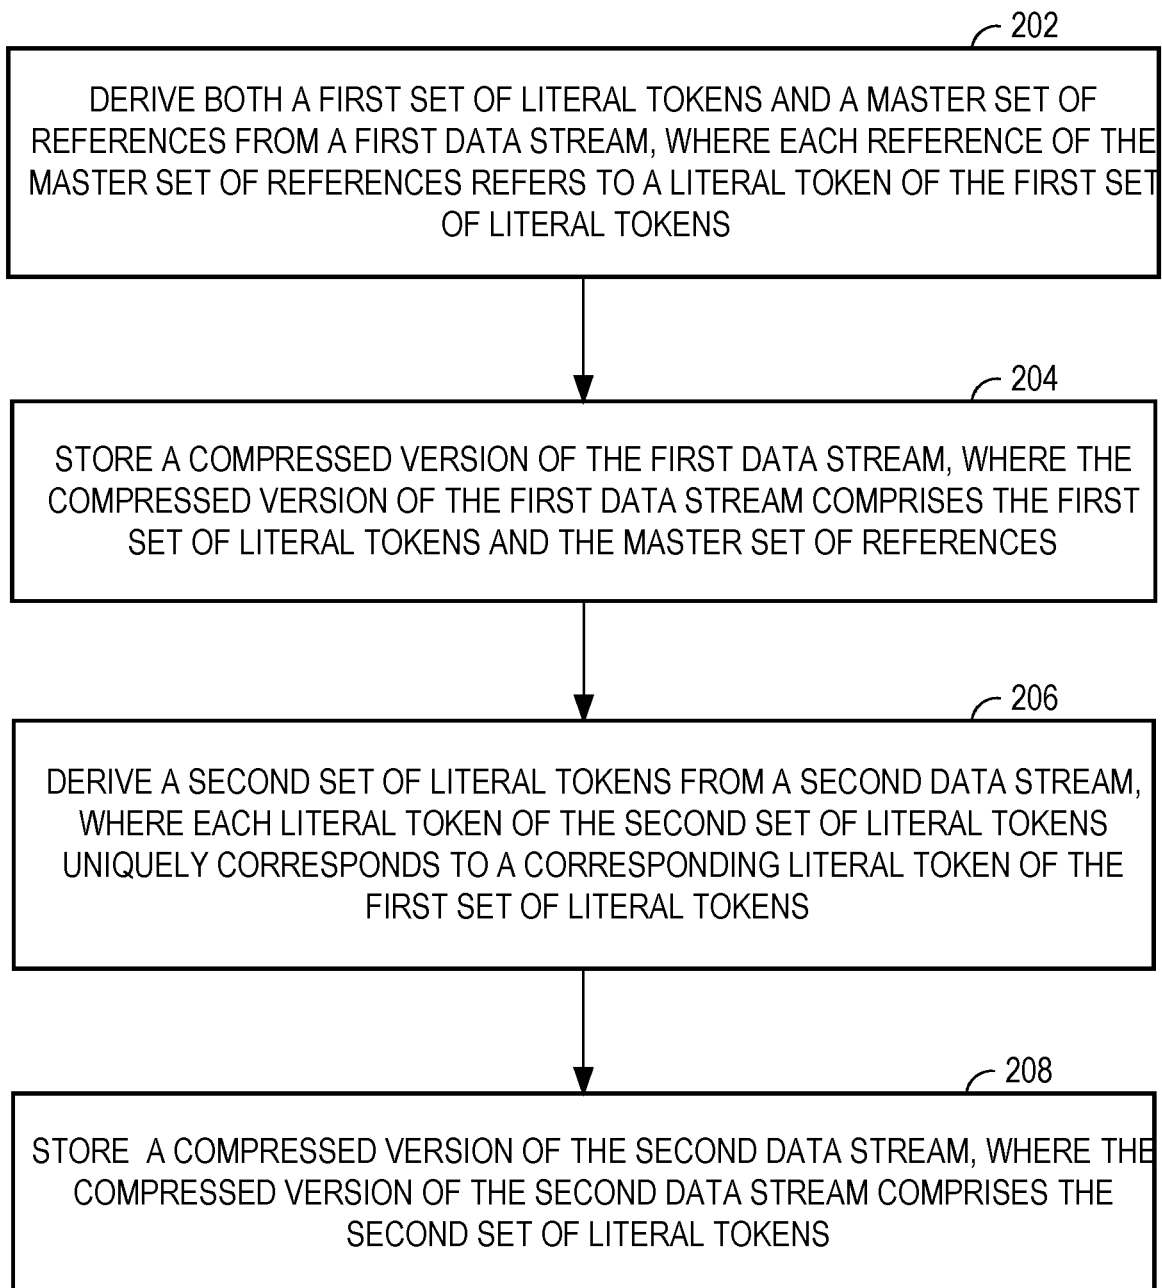 202
DERIVE BOTH A FIRST SET OF LITERAL TOKENS AND A MASTER SET OF
REFERENCES FROM A FIRST DATA STREAM, WHERE EACH REFERENCE OF THE
MASTER SET OF REFERENCES REFERS TO A LITERAL TOKEN OF THE FIRST SET
OF LITERAL TOKENS
204
STORE A COMPRESSED VERSION OF THE FIRST DATA STREAM, WHERE THE
COMPRESSED VERSION OF THE FIRST DATA STREAM COMPRISES THE FIRST
SET OF LITERAL TOKENS AND THE MASTER SET OF REFERENCES
206
DERIVE A SECOND SET OF LITERAL TOKENS FROM A SECOND DATA STREAM,
WHERE EACH LITERAL TOKEN OF THE SECOND SET OF LITERAL TOKENS
UNIQUELY CORRESPONDS TO A CORRESPONDING LITERAL TOKEN OF THE
FIRST SET OF LITERAL TOKENS
208
STORE A COMPRESSED VERSION OF THE SECOND DATA STREAM, WHERE THE
COMPRESSED VERSION OF THE SECOND DATA STREAM COMPRISES THE
SECOND SET OF LITERAL TOKENS